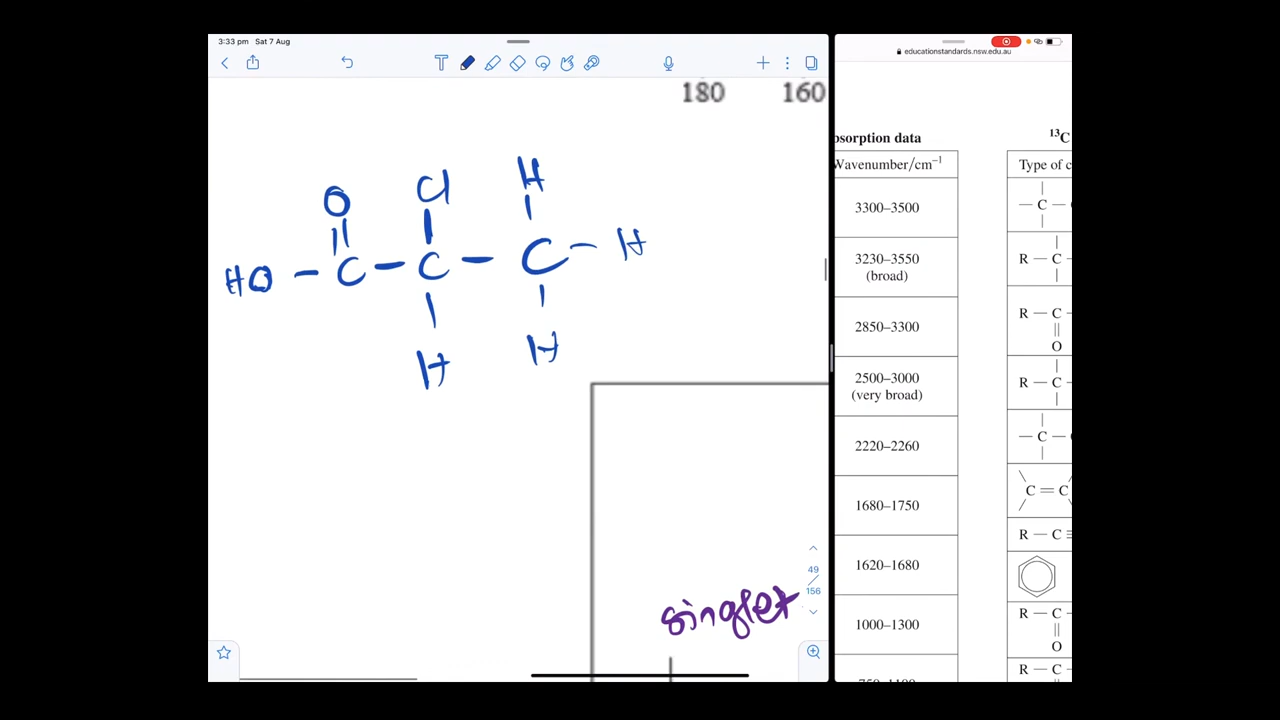 3:33 pm Sat 7 Aug
educationstandards.nsw.edu.au
T
180 160
O Cl H
HO - C - C - C - H
H H
singlet
49
156
bsorption data
Wavenumber/cm⁻¹
3300–3500
3230–3550
(broad)
2850–3300
2500–3000
(very broad)
2220–2260
1680–1750
1620–1680
1000–1300
¹³C
Type of c
— C —
R — C —
R — C —
O
R — C —
— C —
C = C
R — C ≡
R — C —
O
R — C —